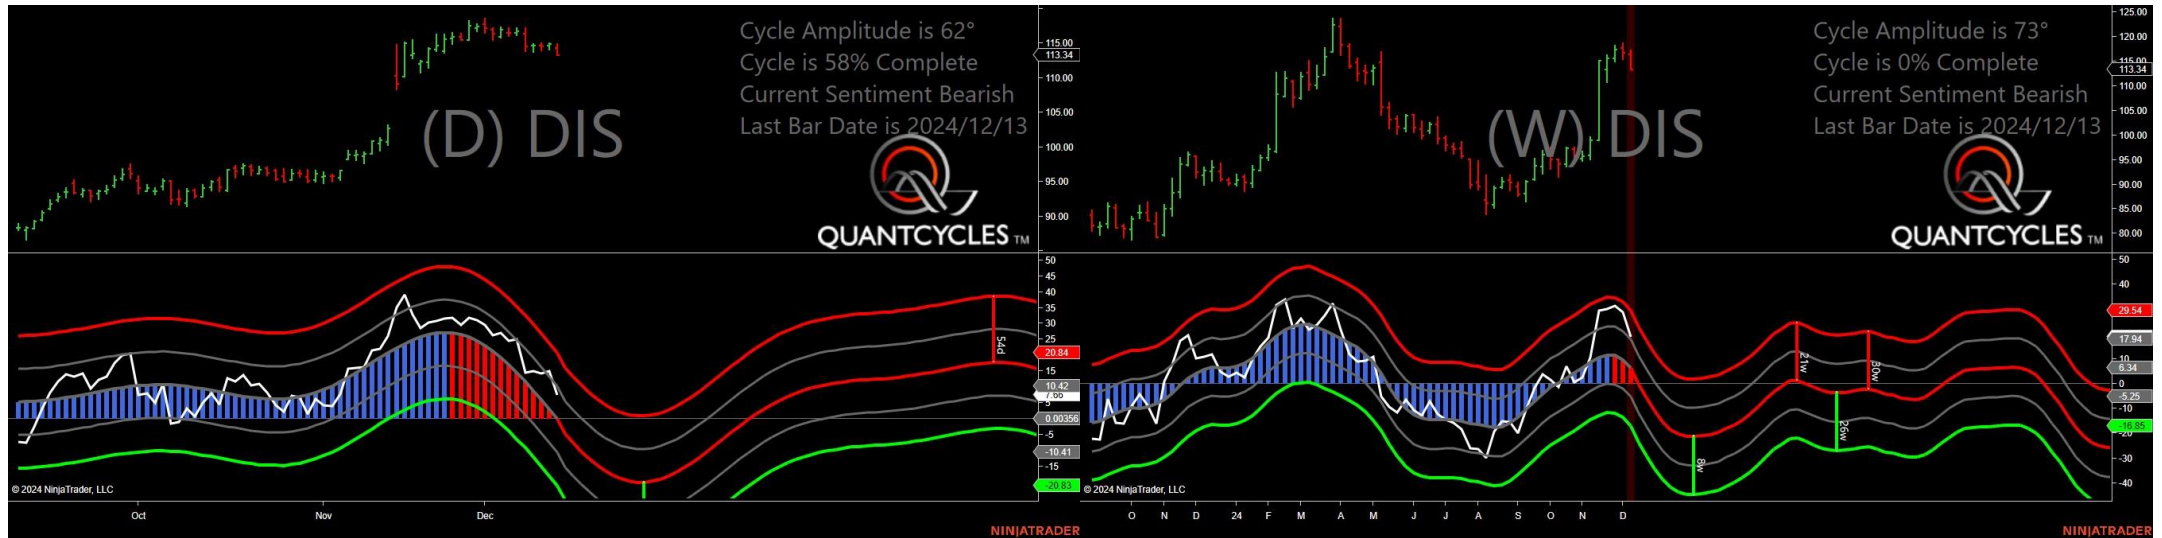 Cycle Amplitude is 62°
Cycle is 58% Complete
Current Sentiment Bearish
Last Bar Date is 2024/12/13
(D) DIS
QUANTCYCLES TM
115.00
113.34
110.00
105.00
100.00
95.00
90.00
50
45
40
35
30
25
20.84
15
10.42
7.66
5
0.00356
-5
-10.41
-15
-20.83
54d
© 2024 NinjaTrader, LLC
Oct Nov Dec
NINJATRADER
Cycle Amplitude is 73°
Cycle is 0% Complete
Current Sentiment Bearish
Last Bar Date is 2024/12/13
(W) DIS
QUANTCYCLES TM
125.00
120.00
115.00
113.34
110.00
105.00
100.00
95.00
90.00
85.00
80.00
50
40
29.54
17.94
10
6.34
0
-5.25
-10
-16.85
-20
-30
-40
21w
30w
26w
8w
© 2024 NinjaTrader, LLC
O N D 24 F M A M J J A S O N D
NINJATRADER